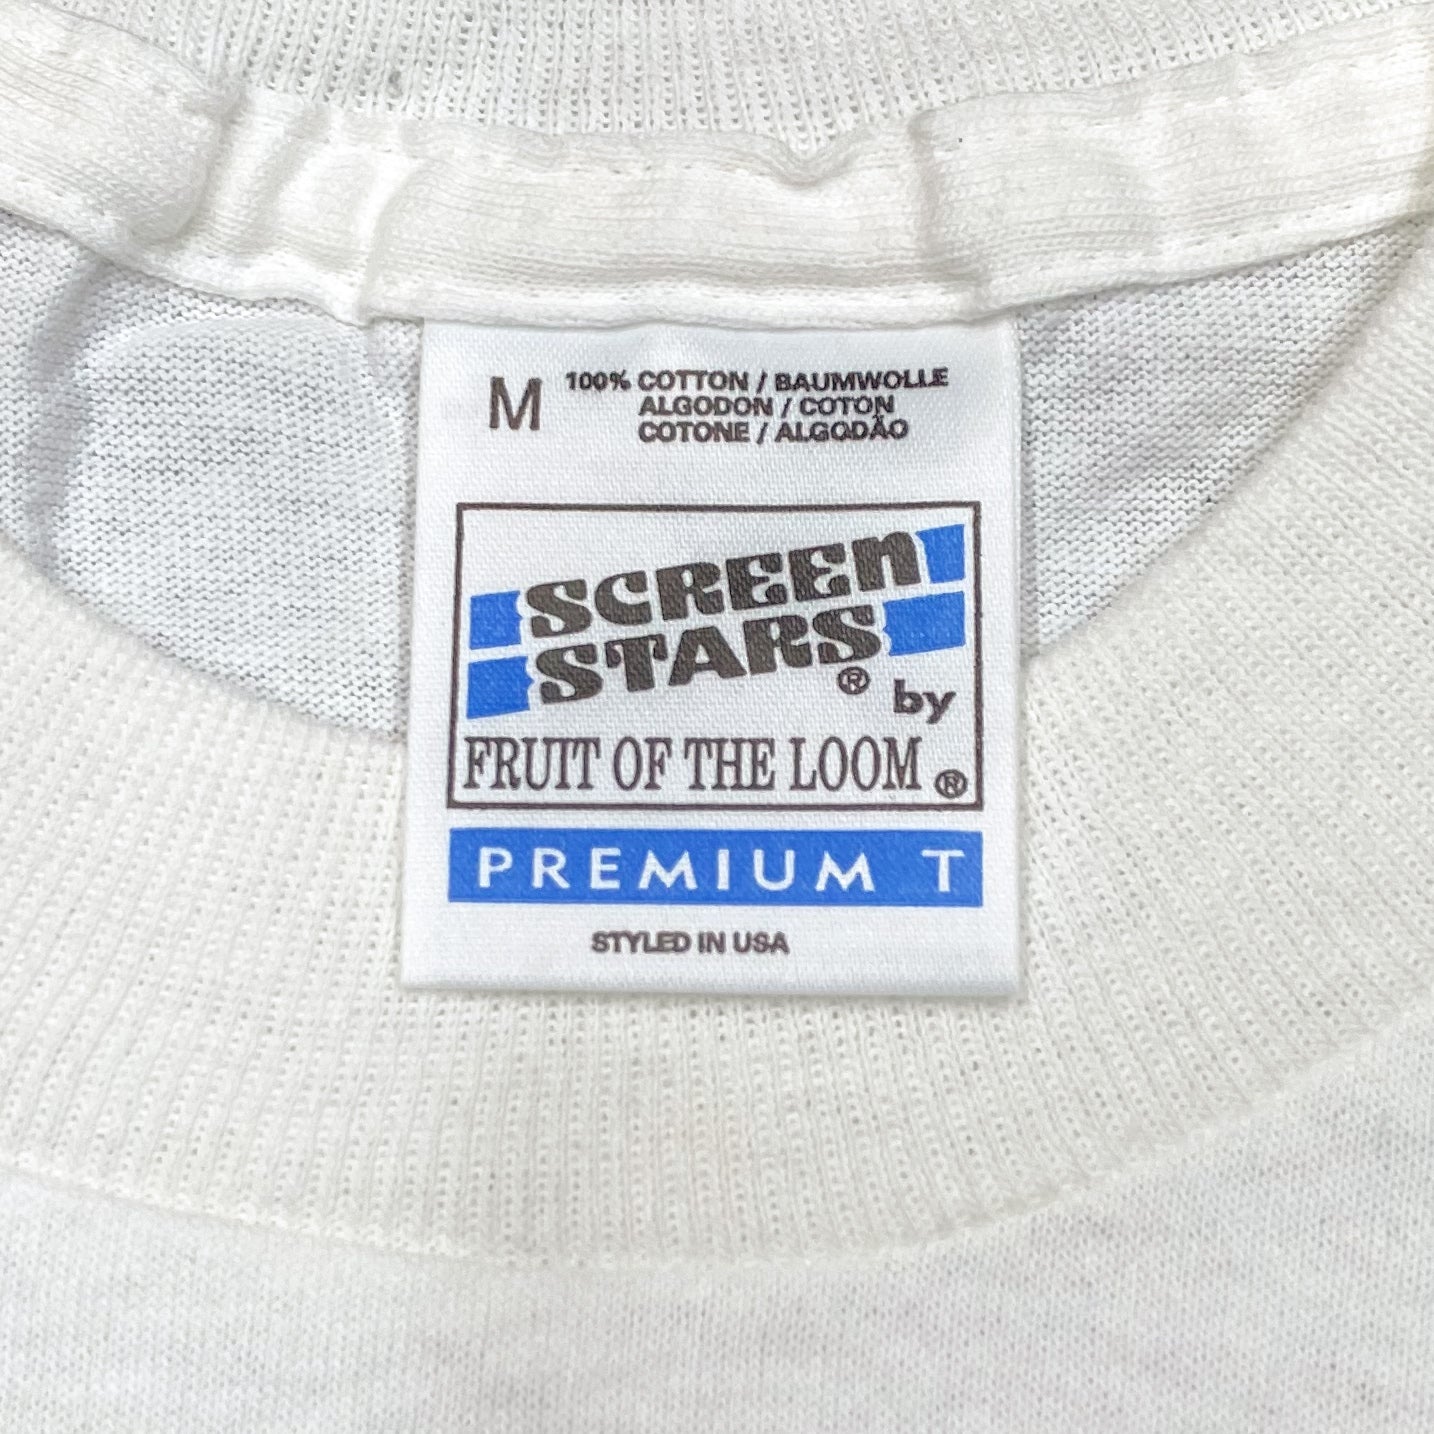 M 100% COTTON / BAUMWOLLE
ALGODON / COTON
COTONE / ALGODÃO
SCREEn
STARS® by
FRUIT OF THE LOOM®
PREMIUM T
STYLED IN USA